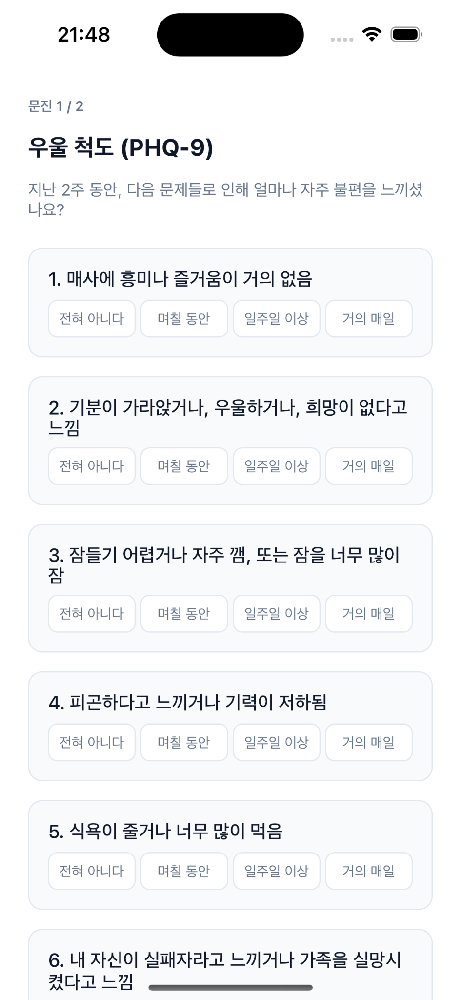 21:48
문진 1 / 2
우울 척도 (PHQ-9)
지난 2주 동안, 다음 문제들로 인해 얼마나 자주 불편을 느끼셨
나요?
1. 매사에 흥미나 즐거움이 거의 없음
전혀 아니다
며칠 동안
일주일 이상
거의 매일
2. 기분이 가라앉거나, 우울하거나, 희망이 없다고
느낌
전혀 아니다
며칠 동안
일주일 이상
거의 매일
3. 잠들기 어렵거나 자주 깸, 또는 잠을 너무 많이
잠
전혀 아니다
며칠 동안
일주일 이상
거의 매일
4. 피곤하다고 느끼거나 기력이 저하됨
전혀 아니다
며칠 동안
일주일 이상
거의 매일
5. 식욕이 줄거나 너무 많이 먹음
전혀 아니다
며칠 동안
일주일 이상
거의 매일
6. 내 자신이 실패자라고 느끼거나 가족을 실망시
켰다고 느낌